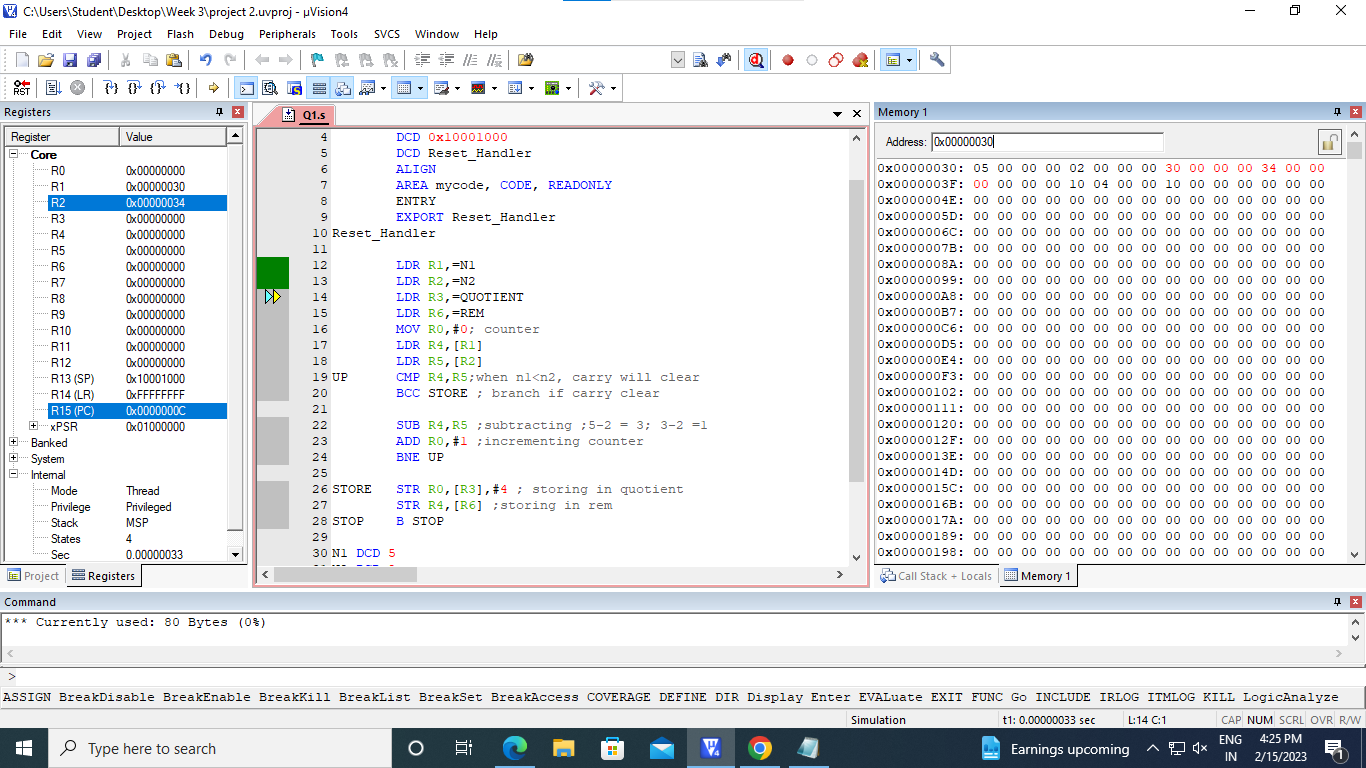 C:\Users\Student\Desktop\Week 3\project 2.uvproj - µVision4
File Edit View Project Flash Debug Peripherals Tools SVCS Window Help
RST
Registers
Register Value
Core
R0 0x00000000
R1 0x00000030
R2 0x00000034
R3 0x00000000
R4 0x00000000
R5 0x00000000
R6 0x00000000
R7 0x00000000
R8 0x00000000
R9 0x00000000
R10 0x00000000
R11 0x00000000
R12 0x00000000
R13 (SP) 0x10001000
R14 (LR) 0xFFFFFFFF
R15 (PC) 0x0000000C
xPSR 0x01000000
Banked
System
Internal
Mode Thread
Privilege Privileged
Stack MSP
States 4
Sec 0.00000033
Project Registers
Q1.s
4 DCD 0x10001000
5 DCD Reset_Handler
6 ALIGN
7 AREA mycode, CODE, READONLY
8 ENTRY
9 EXPORT Reset_Handler
10 Reset_Handler
11
12 LDR R1,=N1
13 LDR R2,=N2
14 LDR R3,=QUOTIENT
15 LDR R6,=REM
16 MOV R0,#0; counter
17 LDR R4,[R1]
18 LDR R5,[R2]
19 UP CMP R4,R5;when n1<n2, carry will clear
20 BCC STORE ; branch if carry clear
21
22 SUB R4,R5 ;subtracting ;5-2 = 3; 3-2 =1
23 ADD R0,#1 ;incrementing counter
24 BNE UP
25
26 STORE STR R0,[R3],#4 ; storing in quotient
27 STR R4,[R6] ;storing in rem
28 STOP B STOP
29
30 N1 DCD 5
Memory 1
Address: 0x00000030
0x00000030: 05 00 00 00 02 00 00 00 30 00 00 00 34 00 00
0x0000003F: 00 00 00 00 10 04 00 00 10 00 00 00 00 00 00
0x0000004E: 00 00 00 00 00 00 00 00 00 00 00 00 00 00 00
0x0000005D: 00 00 00 00 00 00 00 00 00 00 00 00 00 00 00
0x0000006C: 00 00 00 00 00 00 00 00 00 00 00 00 00 00 00
0x0000007B: 00 00 00 00 00 00 00 00 00 00 00 00 00 00 00
0x0000008A: 00 00 00 00 00 00 00 00 00 00 00 00 00 00 00
0x00000099: 00 00 00 00 00 00 00 00 00 00 00 00 00 00 00
0x000000A8: 00 00 00 00 00 00 00 00 00 00 00 00 00 00 00
0x000000B7: 00 00 00 00 00 00 00 00 00 00 00 00 00 00 00
0x000000C6: 00 00 00 00 00 00 00 00 00 00 00 00 00 00 00
0x000000D5: 00 00 00 00 00 00 00 00 00 00 00 00 00 00 00
0x000000E4: 00 00 00 00 00 00 00 00 00 00 00 00 00 00 00
0x000000F3: 00 00 00 00 00 00 00 00 00 00 00 00 00 00 00
0x00000102: 00 00 00 00 00 00 00 00 00 00 00 00 00 00 00
0x00000111: 00 00 00 00 00 00 00 00 00 00 00 00 00 00 00
0x00000120: 00 00 00 00 00 00 00 00 00 00 00 00 00 00 00
0x0000012F: 00 00 00 00 00 00 00 00 00 00 00 00 00 00 00
0x0000013E: 00 00 00 00 00 00 00 00 00 00 00 00 00 00 00
0x0000014D: 00 00 00 00 00 00 00 00 00 00 00 00 00 00 00
0x0000015C: 00 00 00 00 00 00 00 00 00 00 00 00 00 00 00
0x0000016B: 00 00 00 00 00 00 00 00 00 00 00 00 00 00 00
0x0000017A: 00 00 00 00 00 00 00 00 00 00 00 00 00 00 00
0x00000189: 00 00 00 00 00 00 00 00 00 00 00 00 00 00 00
0x00000198: 00 00 00 00 00 00 00 00 00 00 00 00 00 00 00
Call Stack + Locals Memory 1
Command
*** Currently used: 80 Bytes (0%)
>
ASSIGN BreakDisable BreakEnable BreakKill BreakList BreakSet BreakAccess COVERAGE DEFINE DIR Display Enter EVALuate EXIT FUNC Go INCLUDE IRLOG ITMLOG KILL LogicAnalyze
Simulation t1: 0.00000033 sec L:14 C:1 CAP NUM SCRL OVR R/W
Type here to search
Earnings upcoming
ENG
IN
4:25 PM
2/15/2023
1